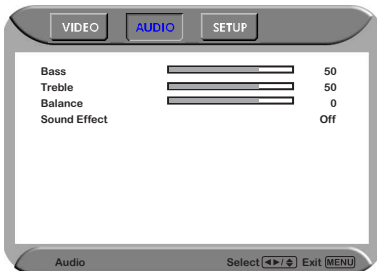 VIDEO AUDIO SETUP
Bass 50
Treble 50
Balance 0
Sound Effect Off
Audio Select ◄►/▲▼ Exit MENU